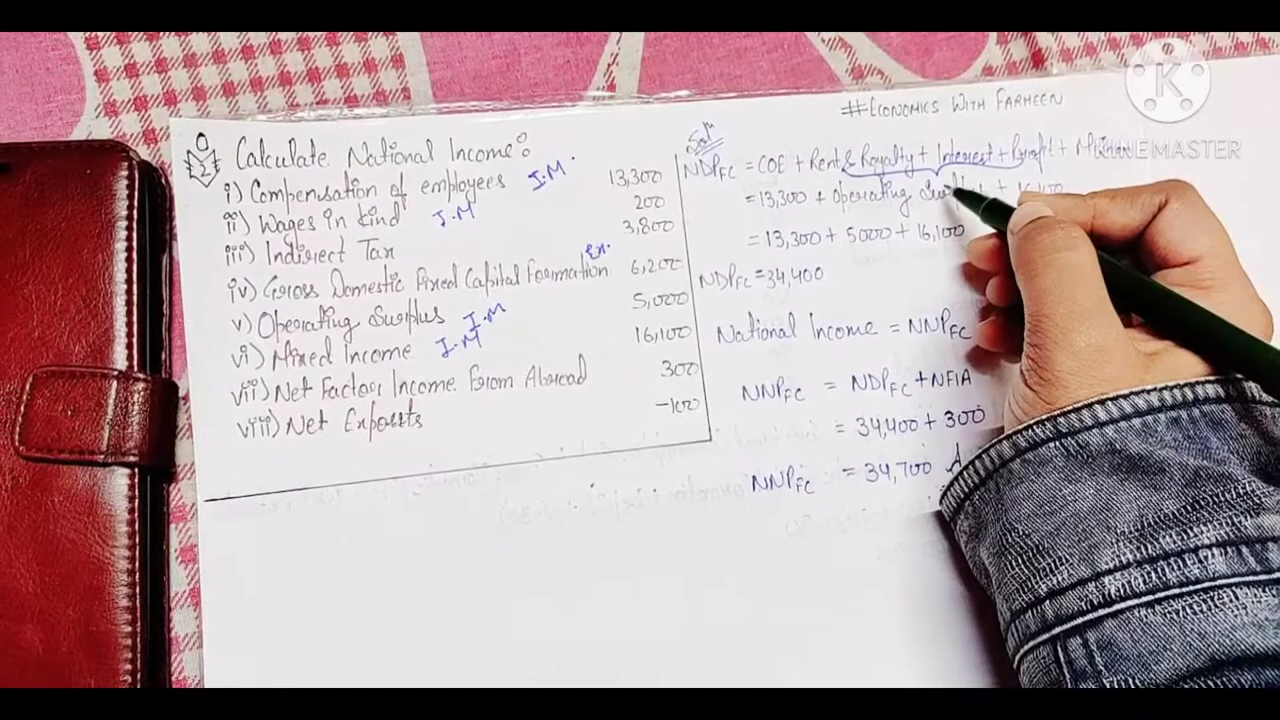 #ECONOMICS WITH FARHEEN
K
KINEMASTER
2
Calculate National Income:
i) Compensation of employees I.M. 13,300
ii) Wages in kind I.M 200
iii) Indirect Tax 3,800
iv) Gross Domestic Fixed Capital Formation Ex. 6,200
v) Operating Surplus I.M 5,000
vi) Mixed Income I.M 16,100
vii) Net Factor Income From Abroad 300
viii) Net Exports -100
Solⁿ
NDPFC = COE + Rent & Royalty + Interest + Profit +
= 13,300 + Operating + 16,100
= 13,300 + 5000 + 16,100
NDPFC = 34,400
National Income = NNPFC
NNPFC = NDPFC + NFIA
= 34,400 + 300
NNPFC = 34,700